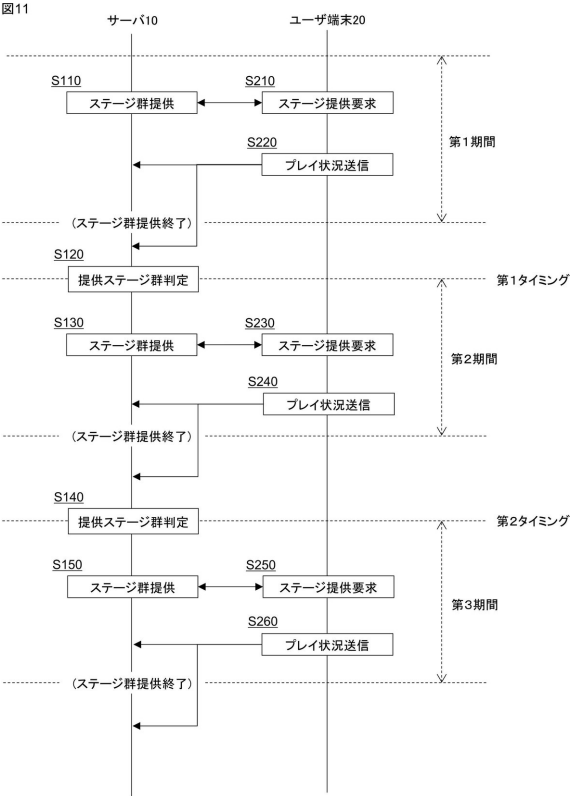 図11
サーバ10
ユーザ端末20
S110
S210
ステージ群提供
ステージ提供要求
第1期間
S220
プレイ状況送信
(ステージ群提供終了)
S120
提供ステージ群判定
第1タイミング
S130
S230
ステージ群提供
ステージ提供要求
第2期間
S240
プレイ状況送信
(ステージ群提供終了)
S140
提供ステージ群判定
第2タイミング
S150
S250
ステージ群提供
ステージ提供要求
第3期間
S260
プレイ状況送信
(ステージ群提供終了)